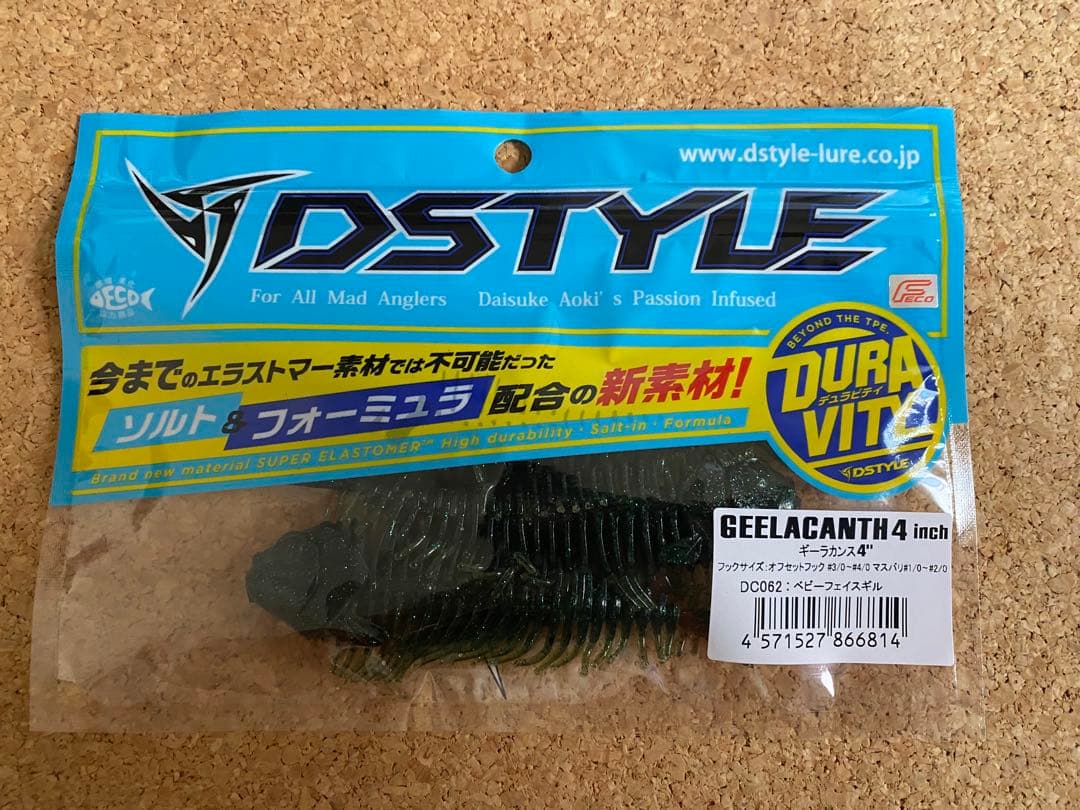 www.dstyle-lure.co.jp
DSTYLE
For All Mad Anglers Daisuke Aoki's Passion Infused
ECO
FECO
今までのエラストマー素材では不可能だった
ソルト&フォーミュラ 配合の新素材!
Brand new material SUPER ELASTOMER™ High durability・Salt-in・Formula
BEYOND THE TPE.
DURA
デュラビティ
VITY
DSTYLE
GEELACANTH 4 inch
ギーラカンス4"
フックサイズ:オフセットフック #3/0~#4/0 マスバリ#1/0~#2/0
DC062:ベビーフェイスギル
4 571527 866814